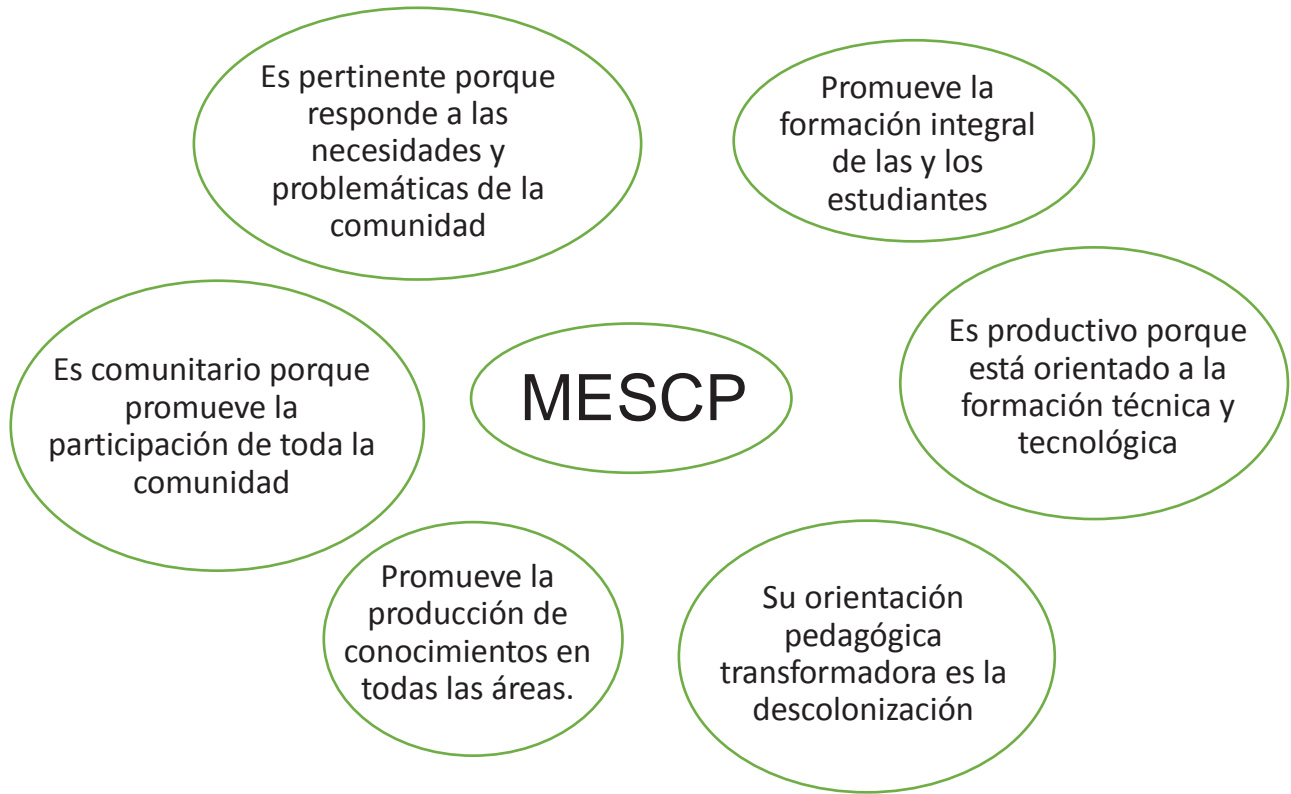 Es pertinente porque
responde a las
necesidades y
problemáticas de la
comunidad
Promueve la
formación integral
de las y los
estudiantes
Es comunitario porque
promueve la
participación de toda la
comunidad
MESCP
Es productivo porque
está orientado a la
formación técnica y
tecnológica
Promueve la
producción de
conocimientos en
todas las áreas.
Su orientación
pedagógica
transformadora es la
descolonización